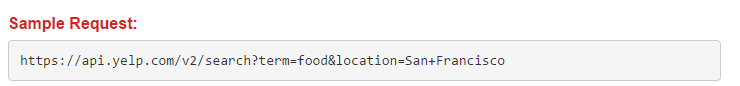 Sample Request:
https://api.yelp.com/v2/search?term=food&location=San+Francisco